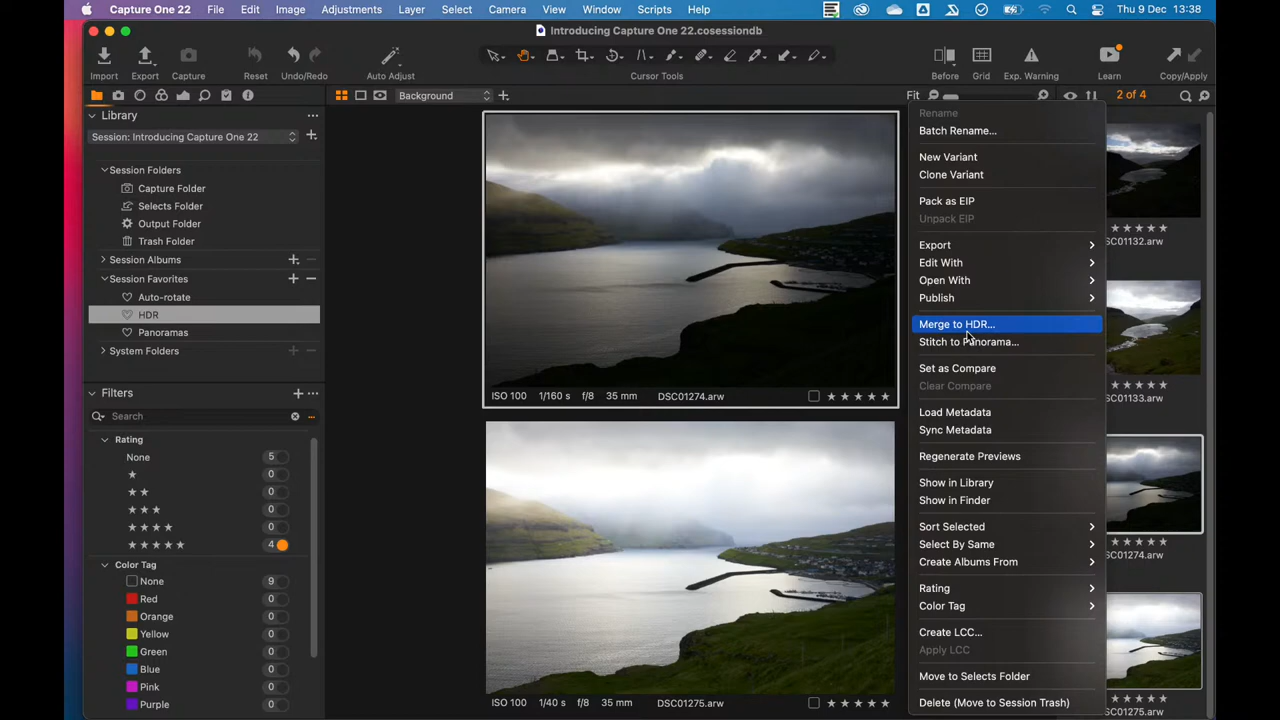 Capture One 22 File Edit Image Adjustments Layer Select Camera View Window Scripts Help Thu 9 Dec 13:38
Introducing Capture One 22.cosessiondb
Import Export Capture Reset Undo/Redo Auto Adjust Cursor Tools Before Grid Exp. Warning Learn Copy/Apply
Background Fit 2 of 4
Library
Session: Introducing Capture One 22
Session Folders
Capture Folder
Selects Folder
Output Folder
Trash Folder
Session Albums
Session Favorites
Auto-rotate
HDR
Panoramas
System Folders
Filters
Search
Rating
None 5
0
0
0
0
4
Color Tag
None 9
Red 0
Orange 0
Yellow 0
Green 0
Blue 0
Pink 0
Purple 0
ISO 100 1/160 s f/8 35 mm DSC01274.arw
ISO 100 1/40 s f/8 35 mm DSC01275.arw
Rename
Batch Rename...
New Variant
Clone Variant
Pack as EIP
Unpack EIP
Export
Edit With
Open With
Publish
Merge to HDR...
Stitch to Panorama...
Set as Compare
Clear Compare
Load Metadata
Sync Metadata
Regenerate Previews
Show in Library
Show in Finder
Sort Selected
Select By Same
Create Albums From
Rating
Color Tag
Create LCC...
Apply LCC
Move to Selects Folder
Delete (Move to Session Trash)
DSC01132.arw
DSC01133.arw
DSC01274.arw
DSC01275.arw